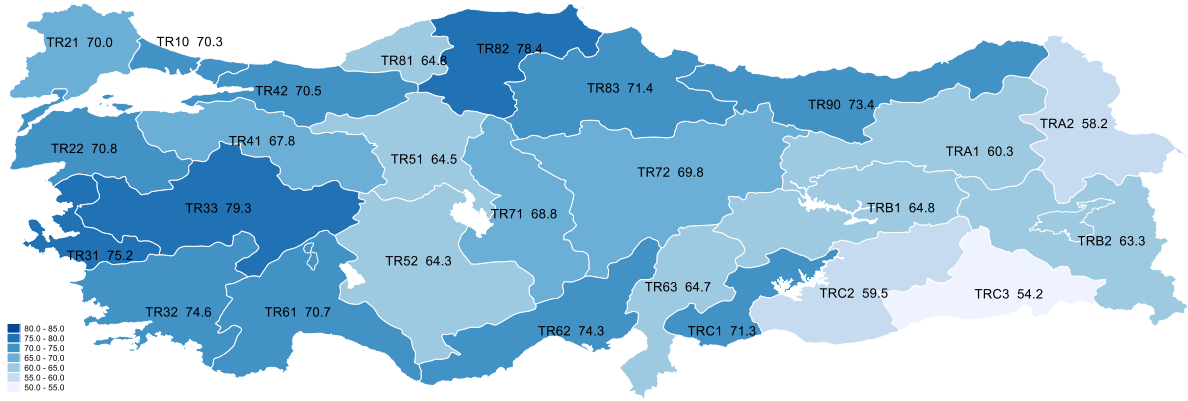 TR21 70.0
TR10 70.3
TR82 78.4
TR81 64.8
TR42 70.5
TR83 71.4
TR90 73.4
TRA2 58.2
TR22 70.8
TR41 67.8
TR51 64.5
TRA1 60.3
TR72 69.8
TR33 79.3
TR71 68.8
TRB1 64.8
TRB2 63.3
TR31 75.2
TR52 64.3
TR63 64.7
TRC2 59.5
TRC3 54.2
TR32 74.6
TR61 70.7
TR62 74.3
TRC1 71.3
80.0 - 85.0
75.0 - 80.0
70.0 - 75.0
65.0 - 70.0
60.0 - 65.0
55.0 - 60.0
50.0 - 55.0